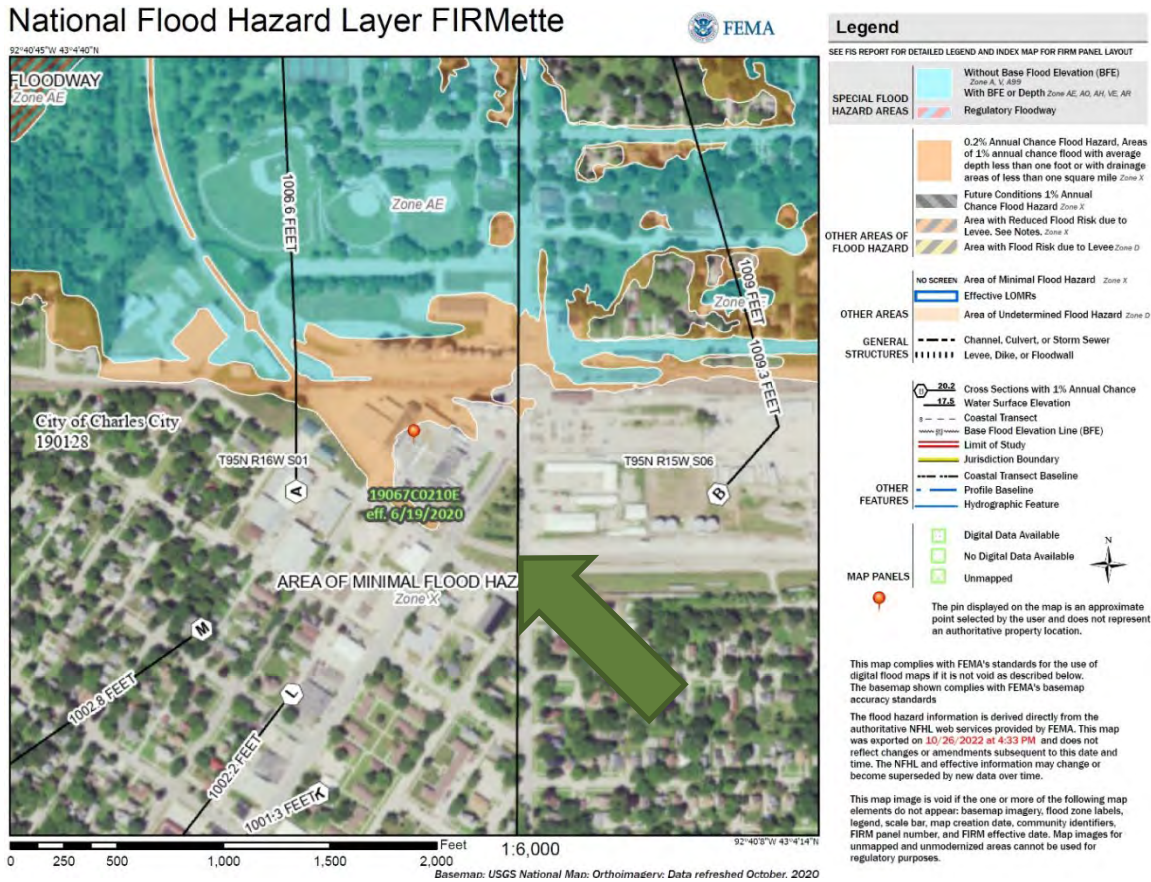 National Flood Hazard Layer FIRMette
FEMA
92°40'45"W 43°4'40"N
FLOODWAY
Zone AE
1006.6 FEET
Zone AE
1009 FEET
Zone
1009.3 FEET
City of Charles City
190128
T95N R16W S01
T95N R15W S06
A
B
19067C0210E
eff. 6/19/2020
AREA OF MINIMAL FLOOD HAZ
Zone X
M
L
K
1002.8 FEET
1002.2 FEET
1001.3 FEET
92°40'8"W 43°4'14"N
0 250 500 1,000 1,500 2,000
Feet
1:6,000
Basemap: USGS National Map: Orthoimagery: Data refreshed October, 2020
Legend
SEE FIS REPORT FOR DETAILED LEGEND AND INDEX MAP FOR FIRM PANEL LAYOUT
SPECIAL FLOOD
HAZARD AREAS
Without Base Flood Elevation (BFE)
Zone A, V, A99
With BFE or Depth Zone AE, AO, AH, VE, AR
Regulatory Floodway
OTHER AREAS OF
FLOOD HAZARD
0.2% Annual Chance Flood Hazard, Areas
of 1% annual chance flood with average
depth less than one foot or with drainage
areas of less than one square mile Zone X
Future Conditions 1% Annual
Chance Flood Hazard Zone X
Area with Reduced Flood Risk due to
Levee. See Notes. Zone X
Area with Flood Risk due to Levee Zone D
OTHER AREAS
NO SCREEN Area of Minimal Flood Hazard Zone X
Effective LOMRs
Area of Undetermined Flood Hazard Zone D
GENERAL
STRUCTURES
Channel, Culvert, or Storm Sewer
Levee, Dike, or Floodwall
OTHER
FEATURES
20.2 Cross Sections with 1% Annual Chance
17.5 Water Surface Elevation
8 Coastal Transect
Base Flood Elevation Line (BFE)
Limit of Study
Jurisdiction Boundary
Coastal Transect Baseline
Profile Baseline
Hydrographic Feature
MAP PANELS
Digital Data Available
No Digital Data Available
Unmapped
N
The pin displayed on the map is an approximate
point selected by the user and does not represent
an authoritative property location.
This map complies with FEMA's standards for the use of
digital flood maps if it is not void as described below.
The basemap shown complies with FEMA's basemap
accuracy standards
The flood hazard information is derived directly from the
authoritative NFHL web services provided by FEMA. This map
was exported on 10/26/2022 at 4:33 PM and does not
reflect changes or amendments subsequent to this date and
time. The NFHL and effective information may change or
become superseded by new data over time.
This map image is void if the one or more of the following map
elements do not appear: basemap imagery, flood zone labels,
legend, scale bar, map creation date, community identifiers,
FIRM panel number, and FIRM effective date. Map images for
unmapped and unmodernized areas cannot be used for
regulatory purposes.